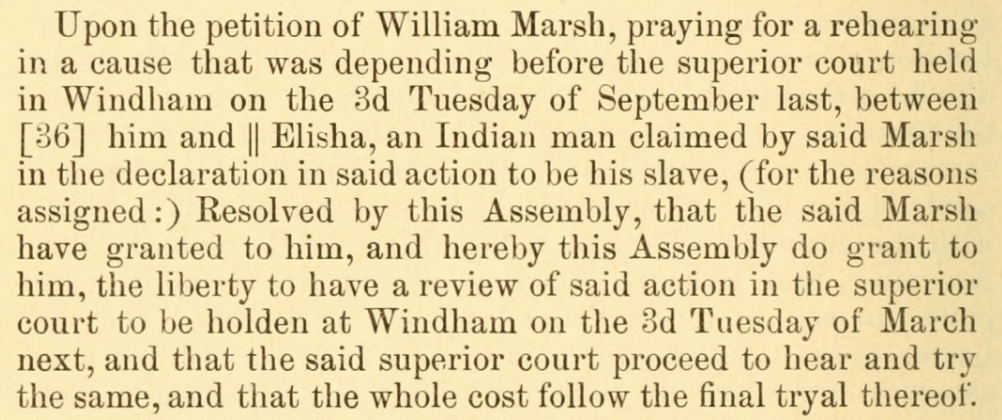 Upon the petition of William Marsh, praying for a rehearing
in a cause that was depending before the superior court held
in Windham on the 3d Tuesday of September last, between
[36] him and || Elisha, an Indian man claimed by said Marsh
in the declaration in said action to be his slave, (for the reasons
assigned:) Resolved by this Assembly, that the said Marsh
have granted to him, and hereby this Assembly do grant to
him, the liberty to have a review of said action in the superior
court to be holden at Windham on the 3d Tuesday of March
next, and that the said superior court proceed to hear and try
the same, and that the whole cost follow the final tryal thereof.